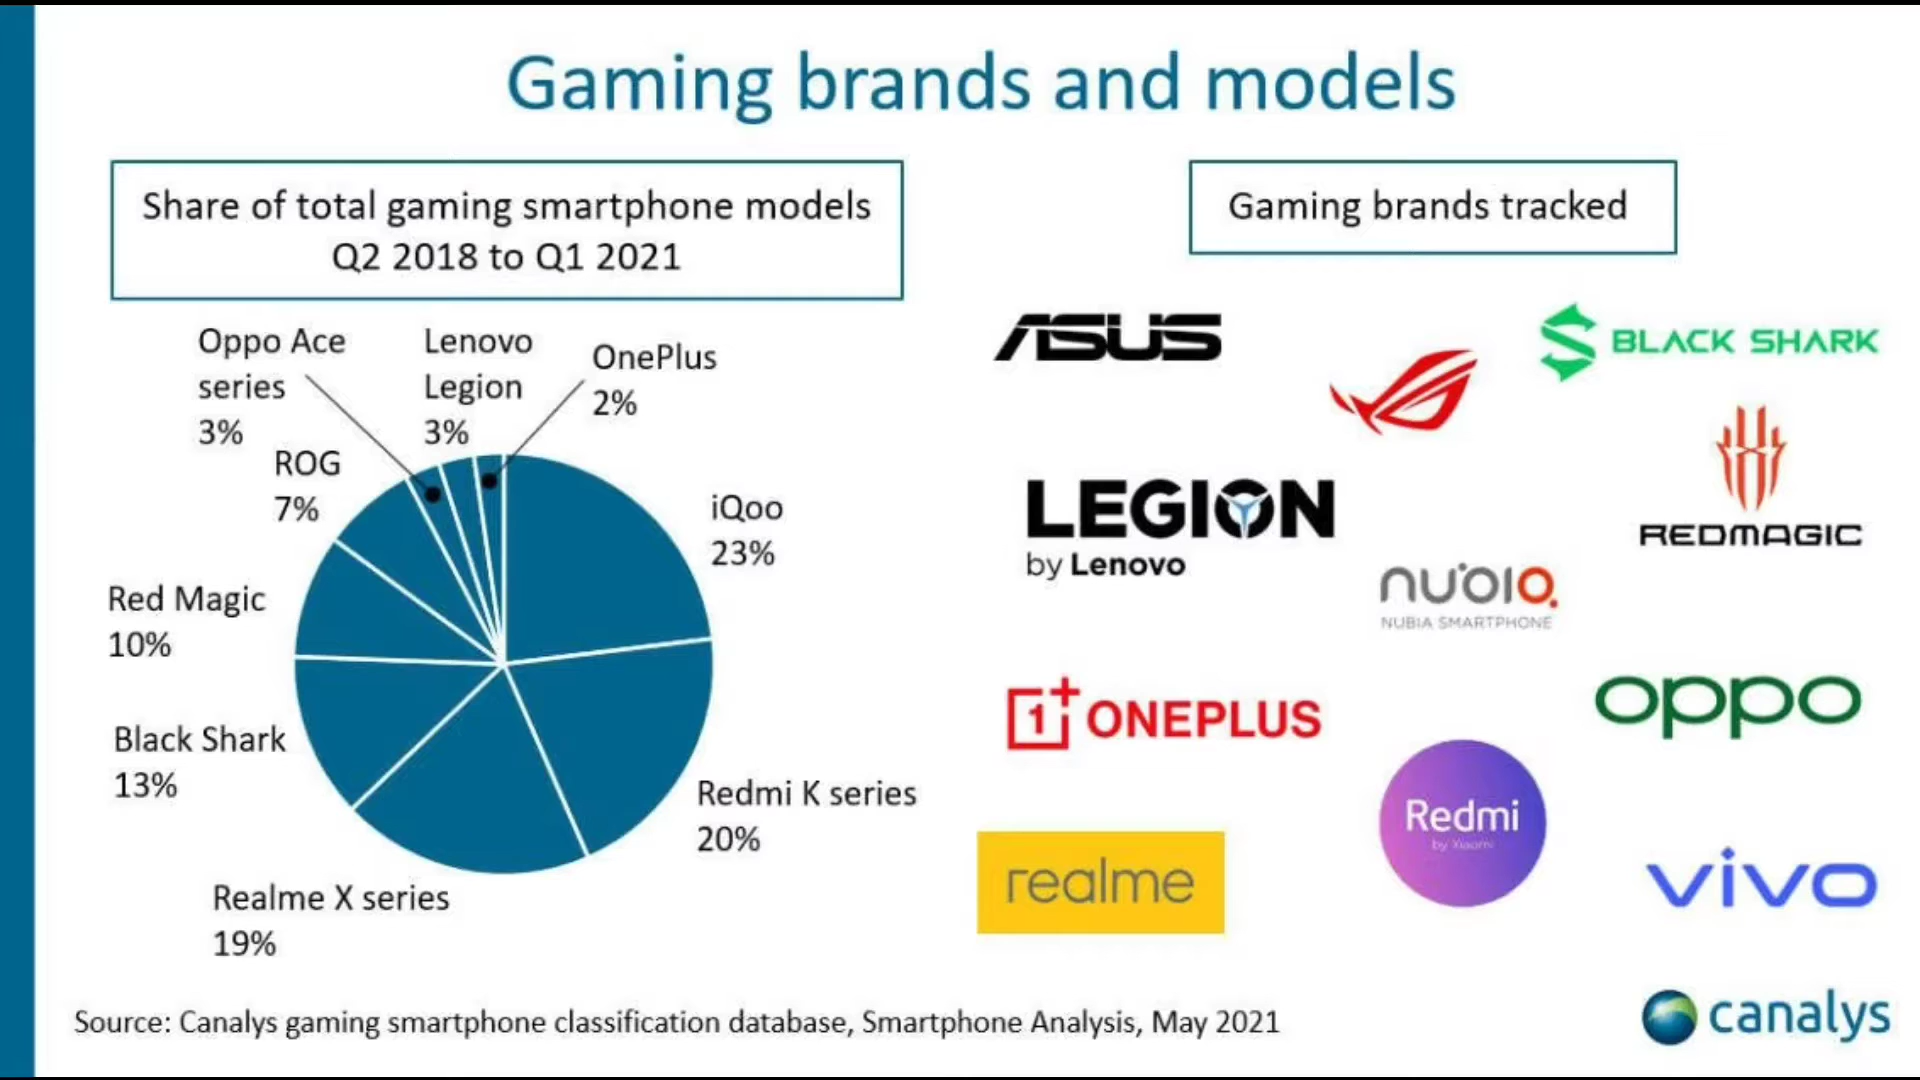 Gaming brands and models
Share of total gaming smartphone models
Q2 2018 to Q1 2021
Oppo Ace
series
3%
Lenovo
Legion
3%
OnePlus
2%
ROG
7%
iQoo
23%
Red Magic
10%
Black Shark
13%
Redmi K series
20%
Realme X series
19%
Gaming brands tracked
ASUS
BLACK SHARK
REDMAGIC
LEGION
by Lenovo
nubia
NUBIA SMARTPHONE
1+ ONEPLUS
oppo
Redmi
by Xiaomi
realme
vivo
Source: Canalys gaming smartphone classification database, Smartphone Analysis, May 2021
canalys